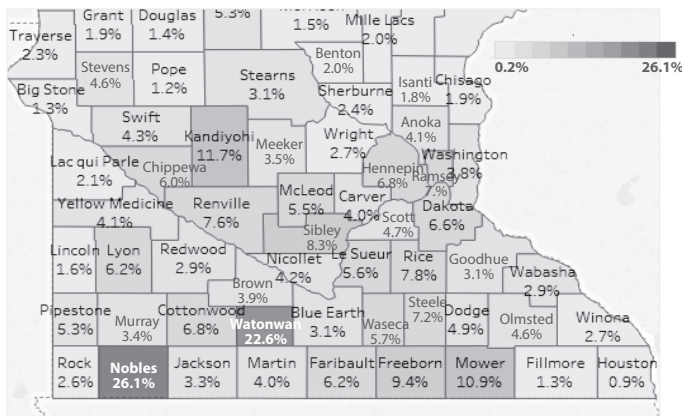 Grant
1.9%
Douglas
1.4%
5.3%
1.5%
Mille Lacs
2.0%
Traverse
2.3%
Stevens
4.6%
Pope
1.2%
Stearns
3.1%
Benton
2.0%
Isanti
1.8%
Chisago
1.9%
0.2%
26.1%
Big Stone
1.3%
Sherburne
2.4%
Swift
4.3%
Kandiyohi
11.7%
Meeker
3.5%
Wright
2.7%
Anoka
4.1%
Lac qui Parle
2.1%
Chippewa
6.0%
Hennepin
6.8%
Ramsey
Washington
3.8%
McLeod
5.5%
Carver
4.0%
Yellow Medicine
4.1%
Renville
7.6%
Sibley
8.3%
Scott
4.7%
Dakota
6.6%
Lincoln
1.6%
Lyon
6.2%
Redwood
2.9%
Nicollet
4.2%
Le Sueur
5.6%
Rice
7.8%
Goodhue
3.1%
Wabasha
2.9%
Brown
3.9%
Pipestone
5.3%
Murray
3.4%
Cottonwood
6.8%
Watonwan
22.6%
Blue Earth
3.1%
Waseca
5.7%
Steele
7.2%
Dodge
4.9%
Olmsted
4.6%
Winona
2.7%
Rock
2.6%
Nobles
26.1%
Jackson
3.3%
Martin
4.0%
Faribault
6.2%
Freeborn
9.4%
Mower
10.9%
Fillmore
1.3%
Houston
0.9%